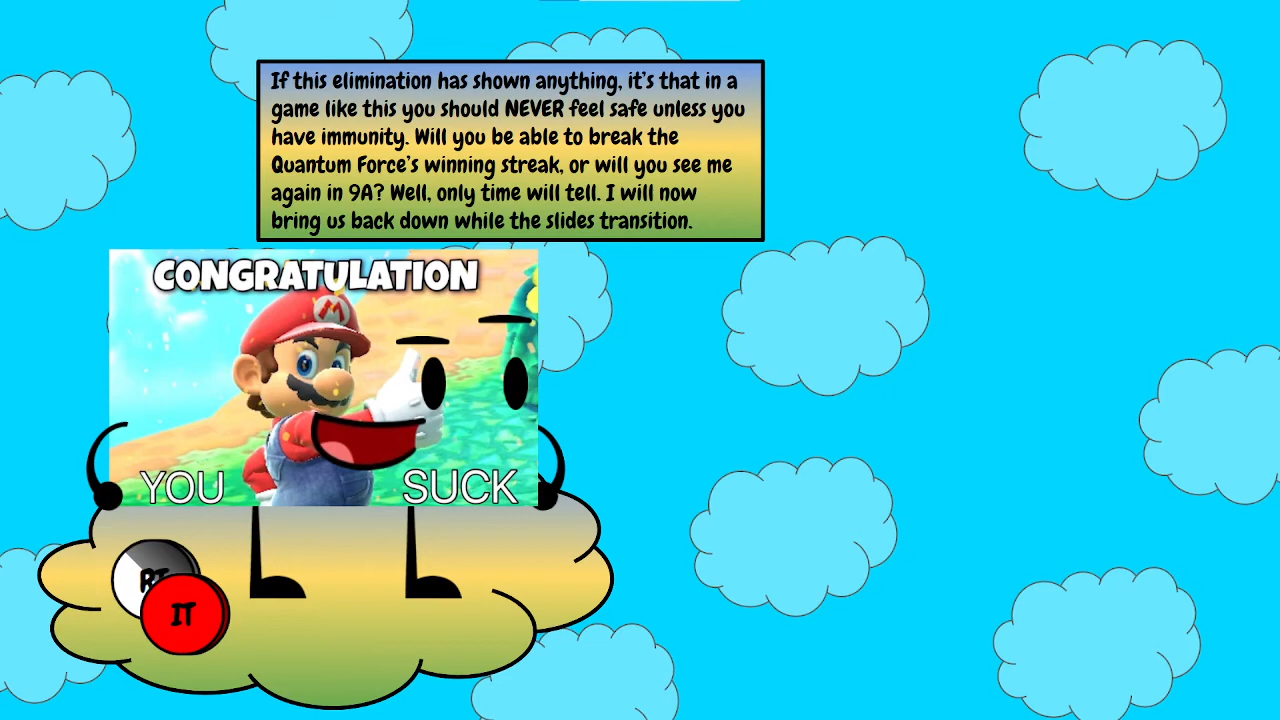 If this elimination has shown anything, it's that in a
game like this you should NEVER feel safe unless you
have immunity. Will you be able to break the
Quantum Force's winning streak, or will you see me
again in 9A? Well, only time will tell. I will now
bring us back down while the slides transition.
CONGRATULATION
YOU SUCK
RT
IT